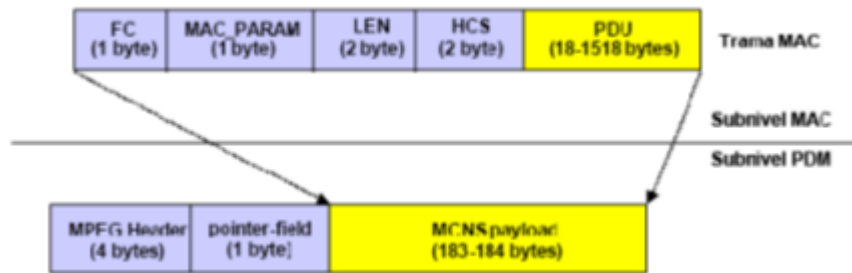 FC
(1 byte)
MAC_PARAM
(1 byte)
LEN
(2 byte)
HCS
(2 byte)
PDU
(18-1518 bytes)
Trama MAC
Subnivel MAC
Subnivel PDM
MPEG Header
(4 bytes)
pointer-field
(1 byte)
MCNS payload
(183-184 bytes)